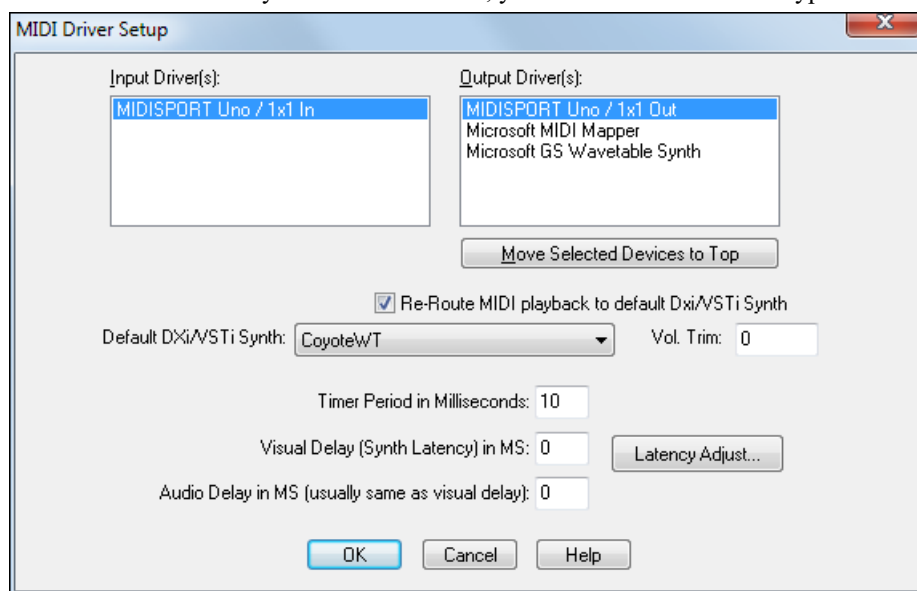 MIDI Driver Setup
Input Driver(s):
Output Driver(s):
MIDISPORT Uno / 1x1 In
MIDISPORT Uno / 1x1 Out
Microsoft MIDI Mapper
Microsoft GS Wavetable Synth
Move Selected Devices to Top
Re-Route MIDI playback to default Dxi/VSTi Synth
Default DXi/VSTi Synth: CoyoteWT Vol. Trim: 0
Timer Period in Milliseconds: 10
Visual Delay (Synth Latency) in MS: 0 Latency Adjust...
Audio Delay in MS (usually same as visual delay): 0
OK Cancel Help